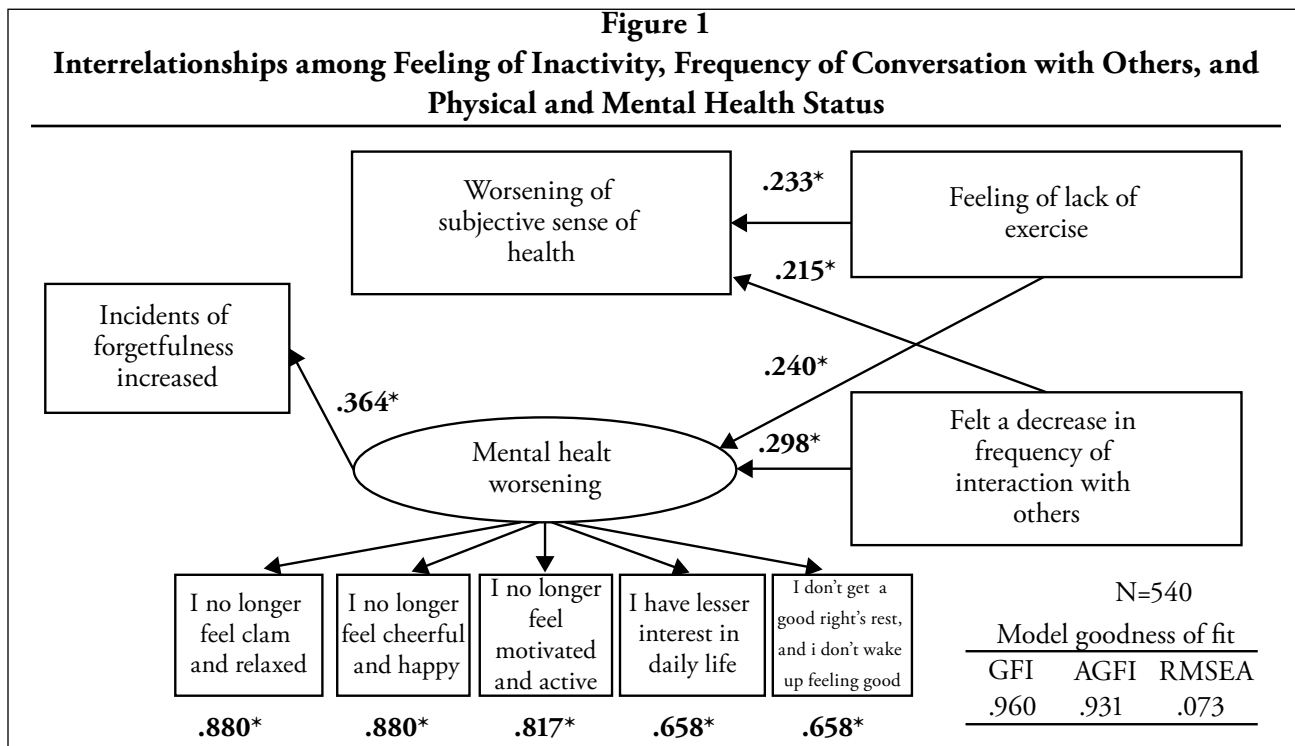 Figure 1
Interrelationships among Feeling of Inactivity, Frequency of Conversation with Others, and
Physical and Mental Health Status
Worsening of
subjective sense of
health
.233*
Feeling of lack of
exercise
.215*
Incidents of
forgetfulness
increased
.364*
.240*
Mental healt
worsening
.298*
Felt a decrease in
frequency of
interaction with
others
I no longer
feel clam
and relaxed
I no longer
feel cheerful
and happy
I no longer
feel
motivated
and active
I have lesser
interest in
daily life
I don't get a
good right's rest,
and i don't wake
up feeling good
.880*
.880*
.817*
.658*
.658*
N=540
Model goodness of fit
GFI AGFI RMSEA
.960 .931 .073